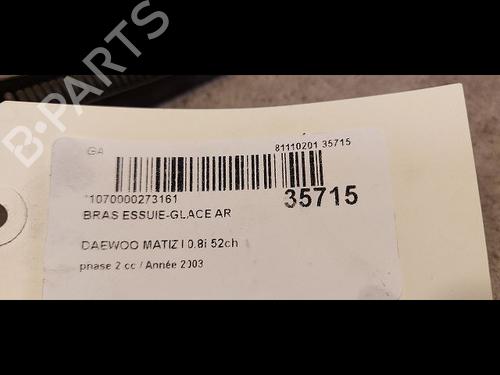 B-PARTS
GA
81110201 35715
*1070000273161
35715
BRAS ESSUIE-GLACE AR
DAEWOO MATIZ I 0.8i 52ch
phase 2 cc / Année 2003